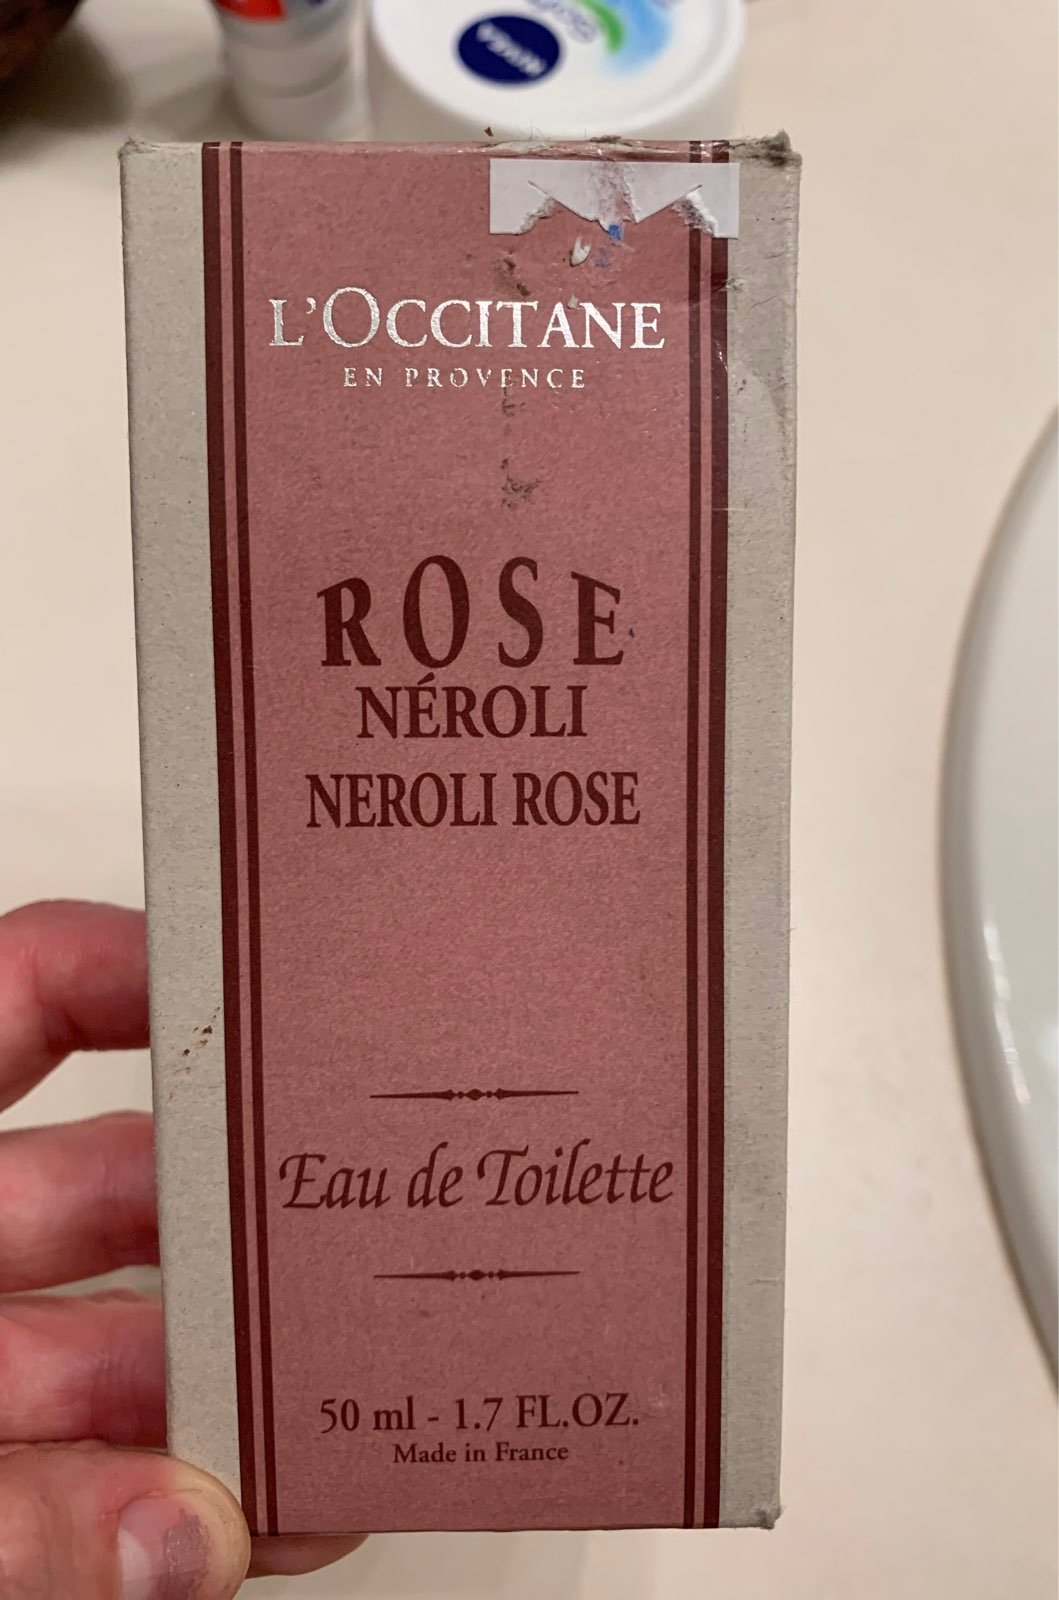 NIVEA
L'OCCITANE
EN PROVENCE
ROSE
NÉROLI
NEROLI ROSE
Eau de Toilette
50 ml - 1.7 FL.OZ.
Made in France